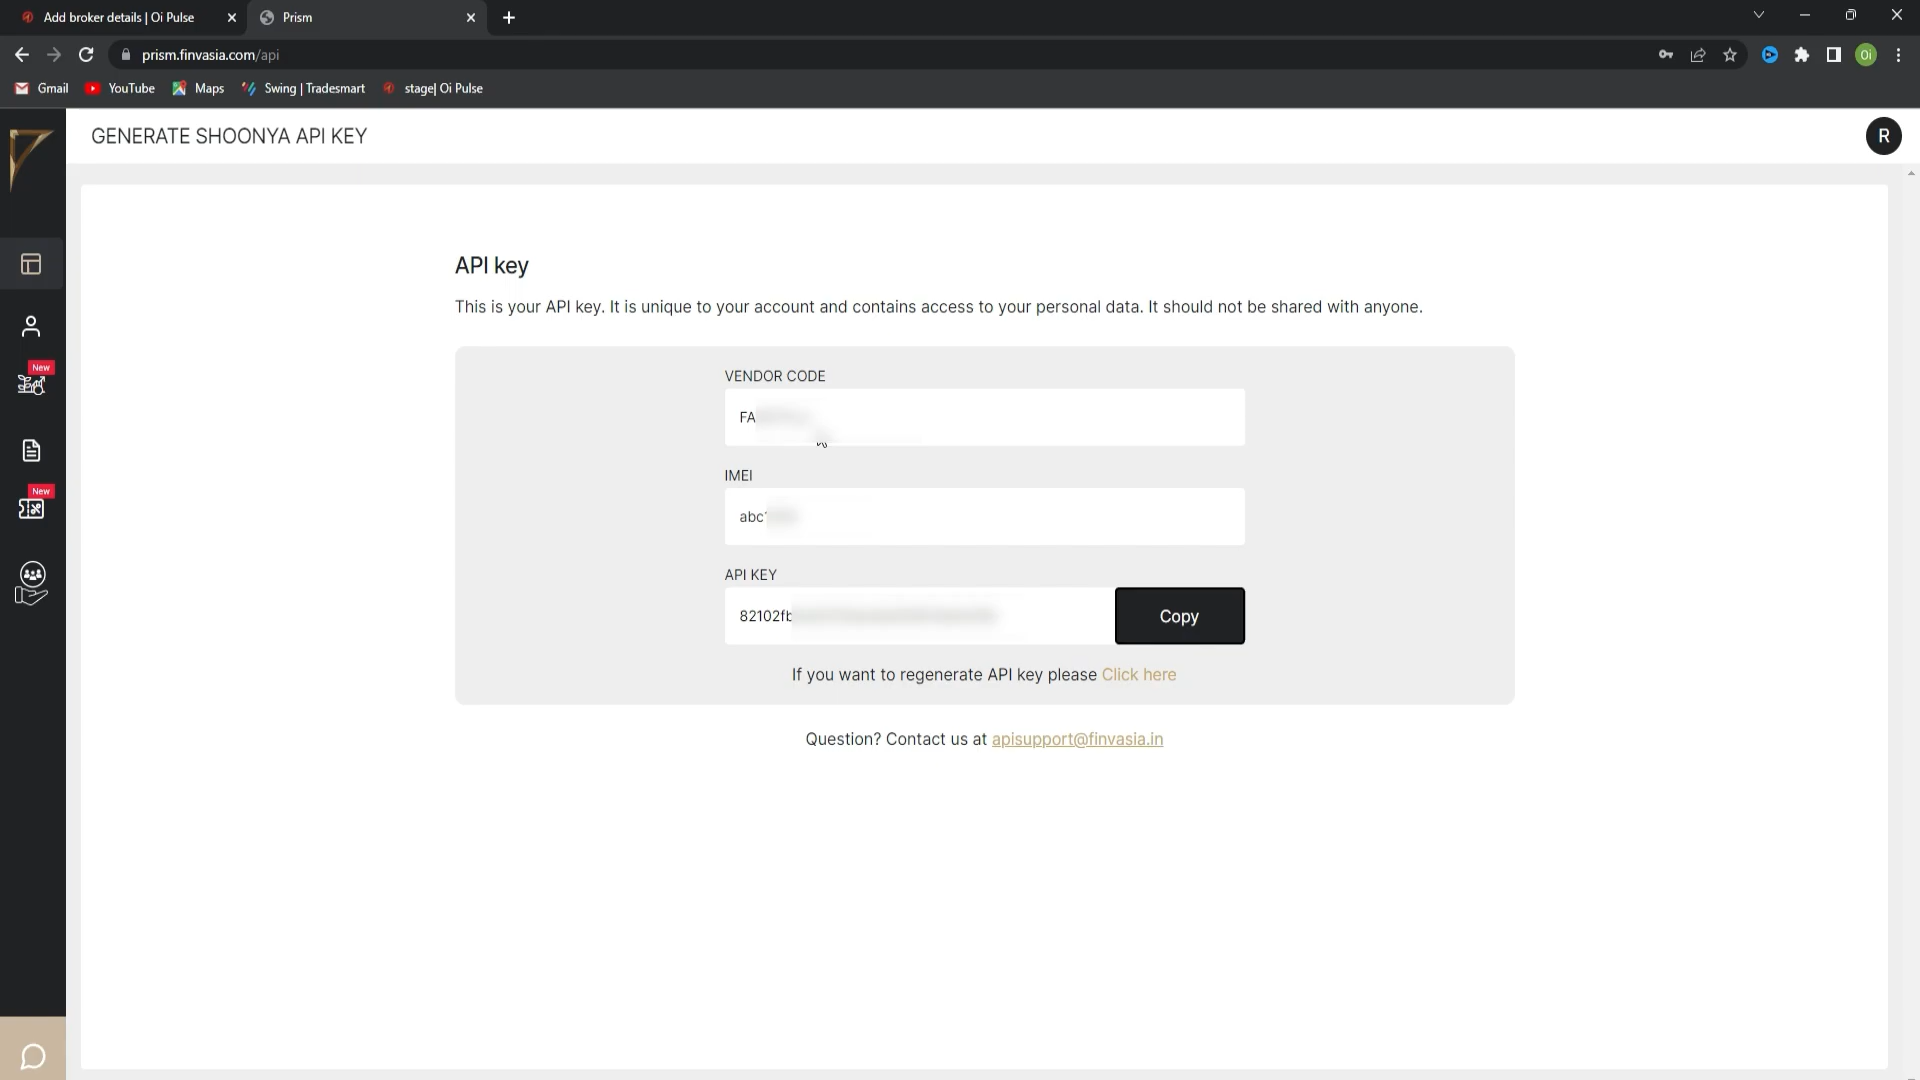 Add broker details | Oi Pulse
Prism
prism.finvasia.com/api
Oi
Gmail
YouTube
Maps
Swing | Tradesmart
stage| Oi Pulse
GENERATE SHOONYA API KEY
R
API key
This is your API key. It is unique to your account and contains access to your personal data. It should not be shared with anyone.
New
New
VENDOR CODE
FA
IMEI
abc
API KEY
82102fb
Copy
If you want to regenerate API key please Click here
Question? Contact us at apisupport@finvasia.in